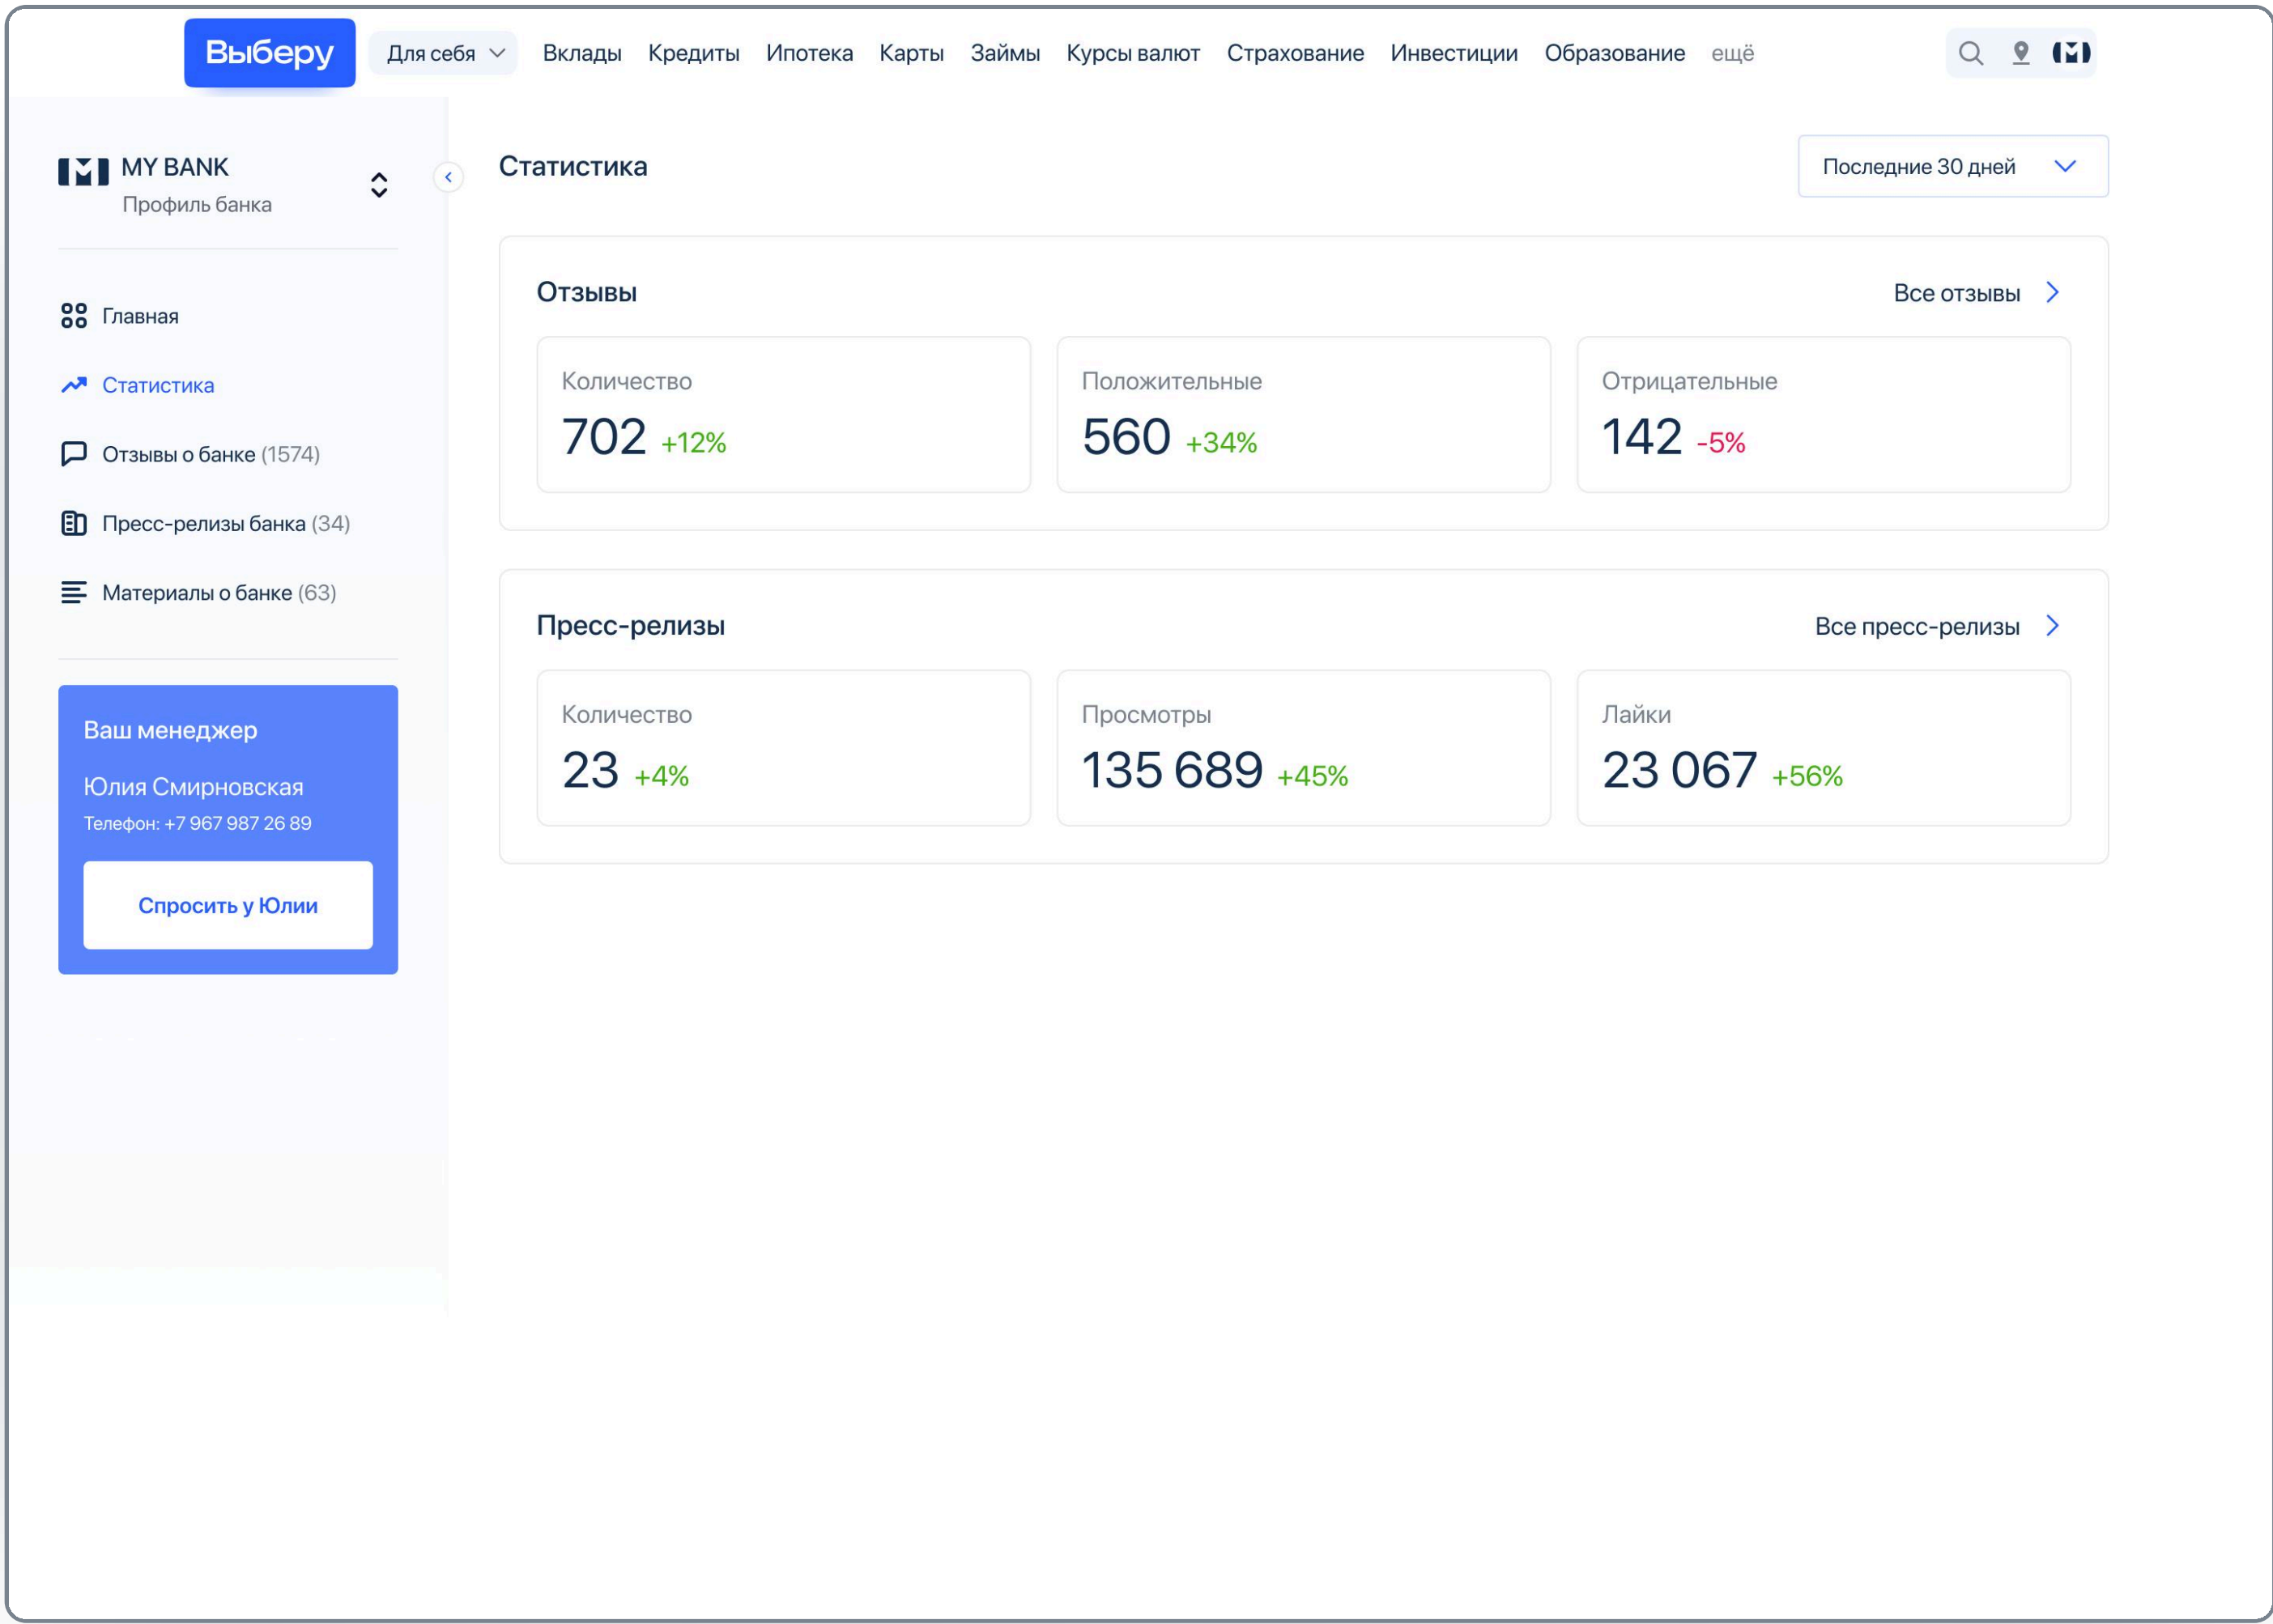 Выберу
Для себя
Вклады Кредиты Ипотека Карты Займы Курсы валют Страхование Инвестиции Образование ещё
MY BANK
Профиль банка
Главная
Статистика
Отзывы о банке (1574)
Пресс-релизы банка (34)
Материалы о банке (63)
Ваш менеджер
Юлия Смирновская
Телефон: +7 967 987 26 89
Спросить у Юлии
Статистика
Последние 30 дней
Отзывы
Все отзывы
Количество
702 +12%
Положительные
560 +34%
Отрицательные
142 -5%
Пресс-релизы
Все пресс-релизы
Количество
23 +4%
Просмотры
135 689 +45%
Лайки
23 067 +56%